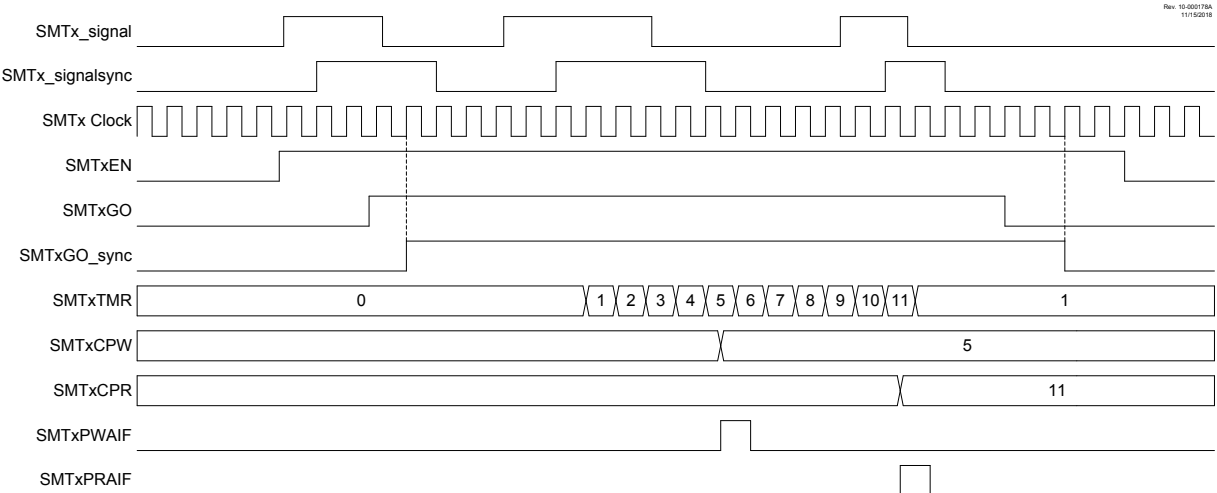 Rev. 10-000178A
11/15/2018
SMTx_signal
SMTx_signalsync
SMTx Clock
SMTxEN
SMTxGO
SMTxGO_sync
SMTxTMR 0 1 2 3 4 5 6 7 8 9 10 11 1
SMTxCPW 5
SMTxCPR 11
SMTxPWAIF
SMTxPRAIF